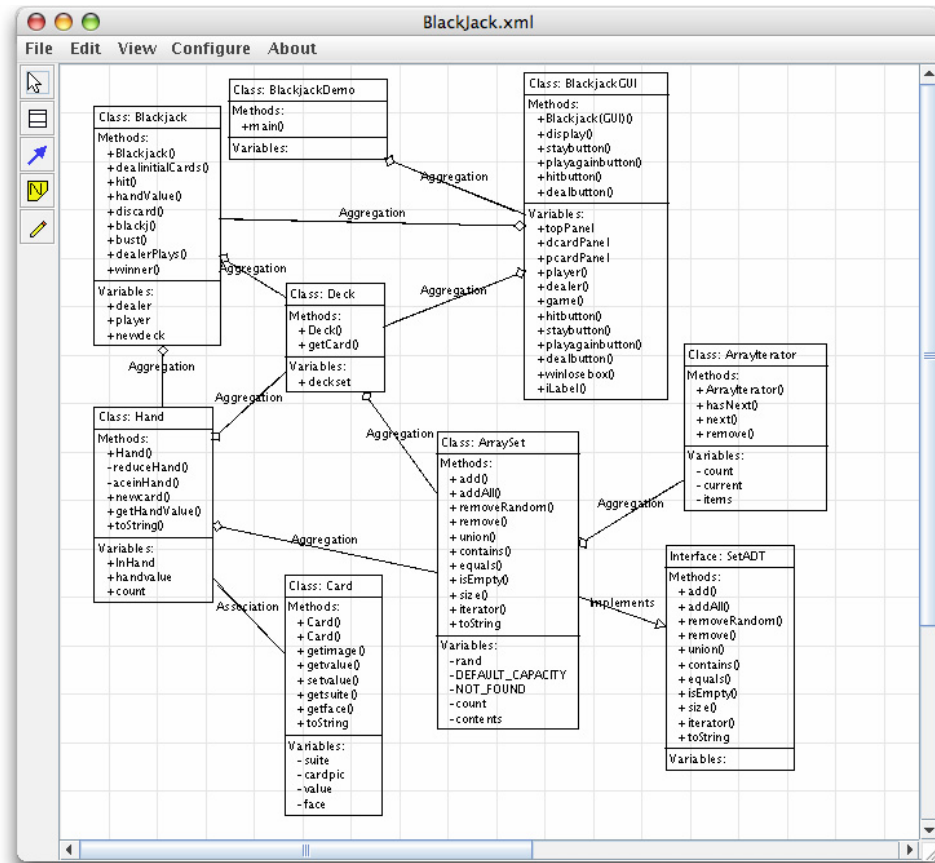 BlackJack.xml
File Edit View Configure About
Class: BlackjackDemo
Methods:
+main()
Variables:
Class: BlackjackGUI
Methods:
+Blackjack(GUI)()
+display()
+staybutton()
+playagainbutton()
+hitbutton()
+dealbutton()
Variables:
+topPanel
+dcardPanel
+pcardPanel
+player()
+dealer()
+game()
+hitbutton()
+staybutton()
+playagainbutton()
+dealbutton()
+winlosebox()
+iLabel()
Class: Blackjack
Methods:
+Blackjack()
+dealinitialCards()
+hit()
+handValue()
+discard()
+blackj()
+bust()
+dealerPlays()
+winner()
Variables:
+dealer
+player
+newdeck
Aggregation
Aggregation
Aggregation
Aggregation
Class: Deck
Methods:
+Deck()
+getCard()
Variables:
+deckset
Aggregation
Aggregation
Aggregation
Class: ArrayIterator
Methods:
+ArrayIterator()
+hasNext()
+next()
+remove()
Variables:
-count
-current
-items
Class: Hand
Methods:
+Hand()
-reduceHand()
-aceinHand()
+newcard()
+getHandValue()
+toString()
Variables:
+InHand
+handvalue
+count
Class: ArraySet
Methods:
+add()
+addAll()
+removeRandom()
+remove()
+union()
+contains()
+equals()
+isEmpty()
+size()
+iterator()
+toString
Variables:
-rand
-DEFAULT_CAPACITY
-NOT_FOUND
-count
-contents
Aggregation
Aggregation
Association
Implements
Class: Card
Methods:
+Card()
+Card()
+getimage()
+getvalue()
+setvalue()
+getsuite()
+getface()
+toString
Variables:
-suite
-cardpic
-value
-face
Interface: SetADT
Methods:
+add()
+addAll()
+removeRandom()
+remove()
+union()
+contains()
+equals()
+isEmpty()
+size()
+iterator()
+toString
Variables: